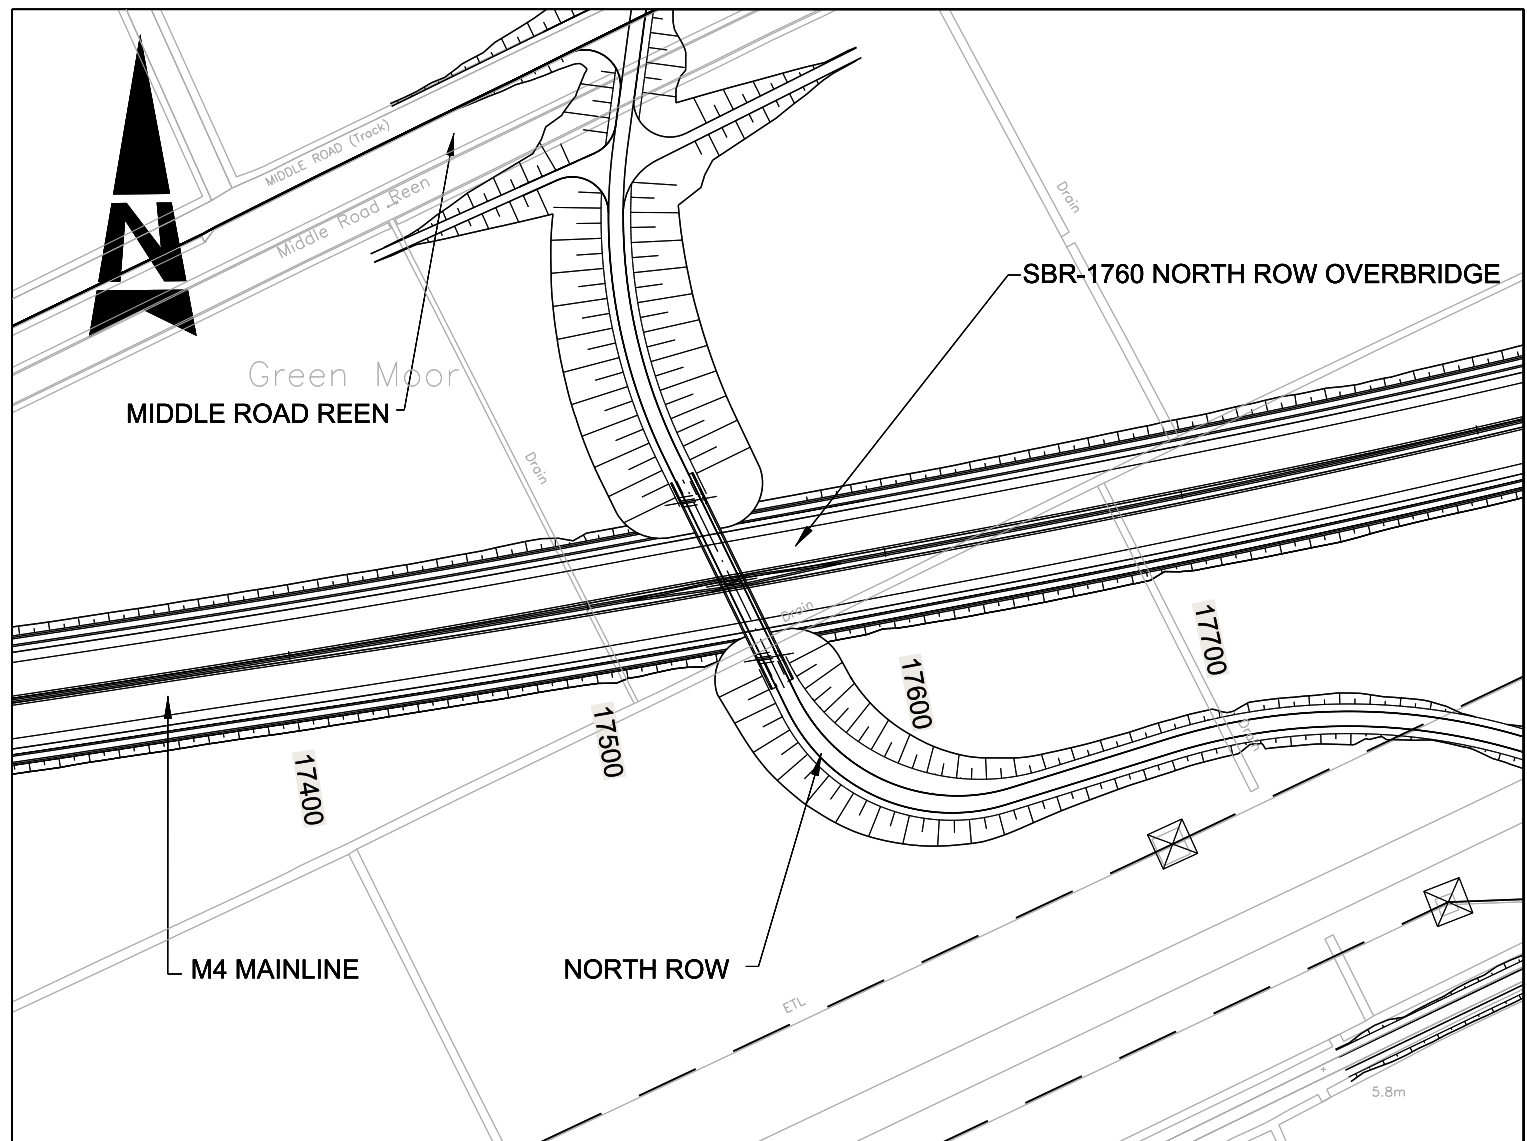 MIDDLE ROAD (Track)
Middle Road Reen
Drain
N
SBR-1760 NORTH ROW OVERBRIDGE
Green Moor
MIDDLE ROAD REEN
Drain
Drain
17700
17600
17500
Drain
17400
M4 MAINLINE
NORTH ROW
ETL
5.8m